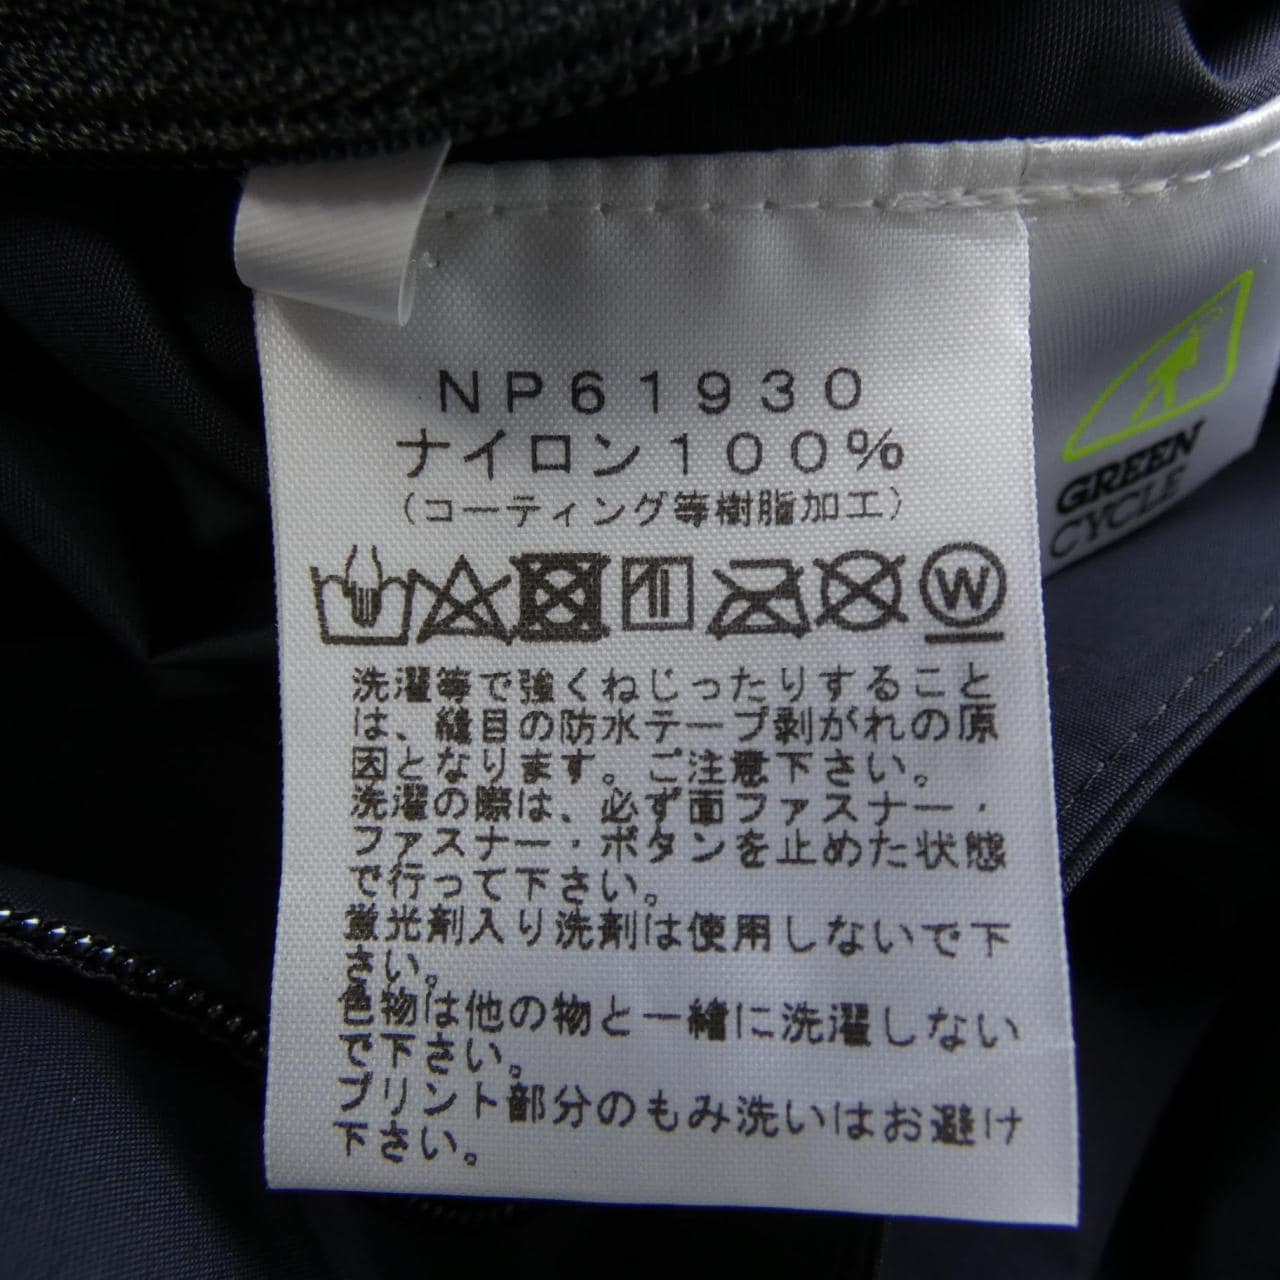 NP61930
ナイロン100%
(コーティング等樹脂加工)
W
洗濯等で強くねじったりすること
は、縫目の防水テープ剥がれの原
因となります。ご注意下さい。
洗濯の際は、必ず面ファスナー・
ファスナー・ボタンを止めた状態
で行って下さい。
蛍光剤入り洗剤は使用しないで下
さい。
色物は他の物と一緒に洗濯しない
で下さい。
プリント部分のもみ洗いはお避け
下さい。
GREEN
CYCLE